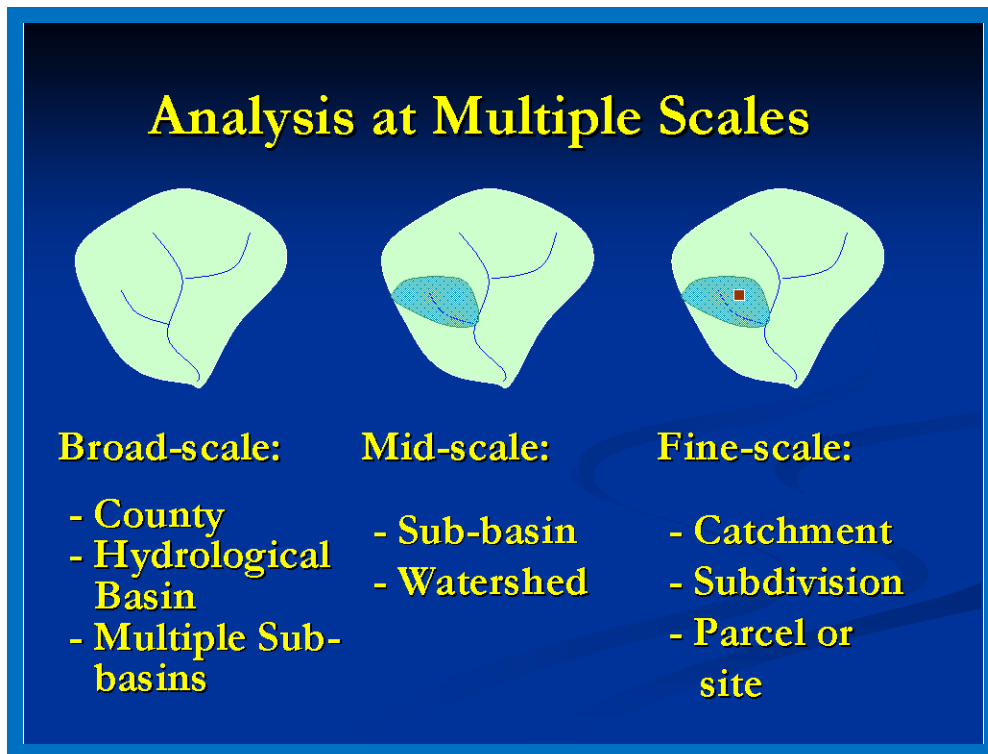 Analysis at Multiple Scales
Broad-scale:
- County
- Hydrological
Basin
- Multiple Sub-
basins
Mid-scale:
- Sub-basin
- Watershed
Fine-scale:
- Catchment
- Subdivision
- Parcel or
site